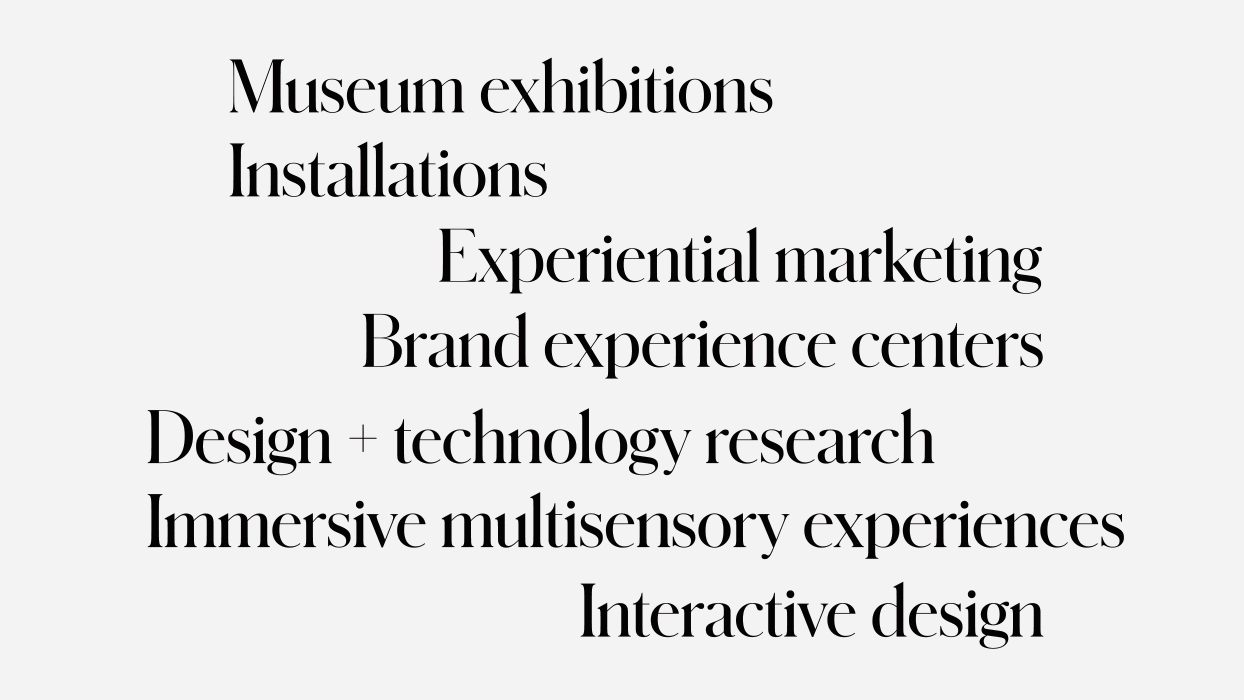 Museum exhibitions
Installations
Experiential marketing
Brand experience centers
Design + technology research
Immersive multisensory experiences
Interactive design